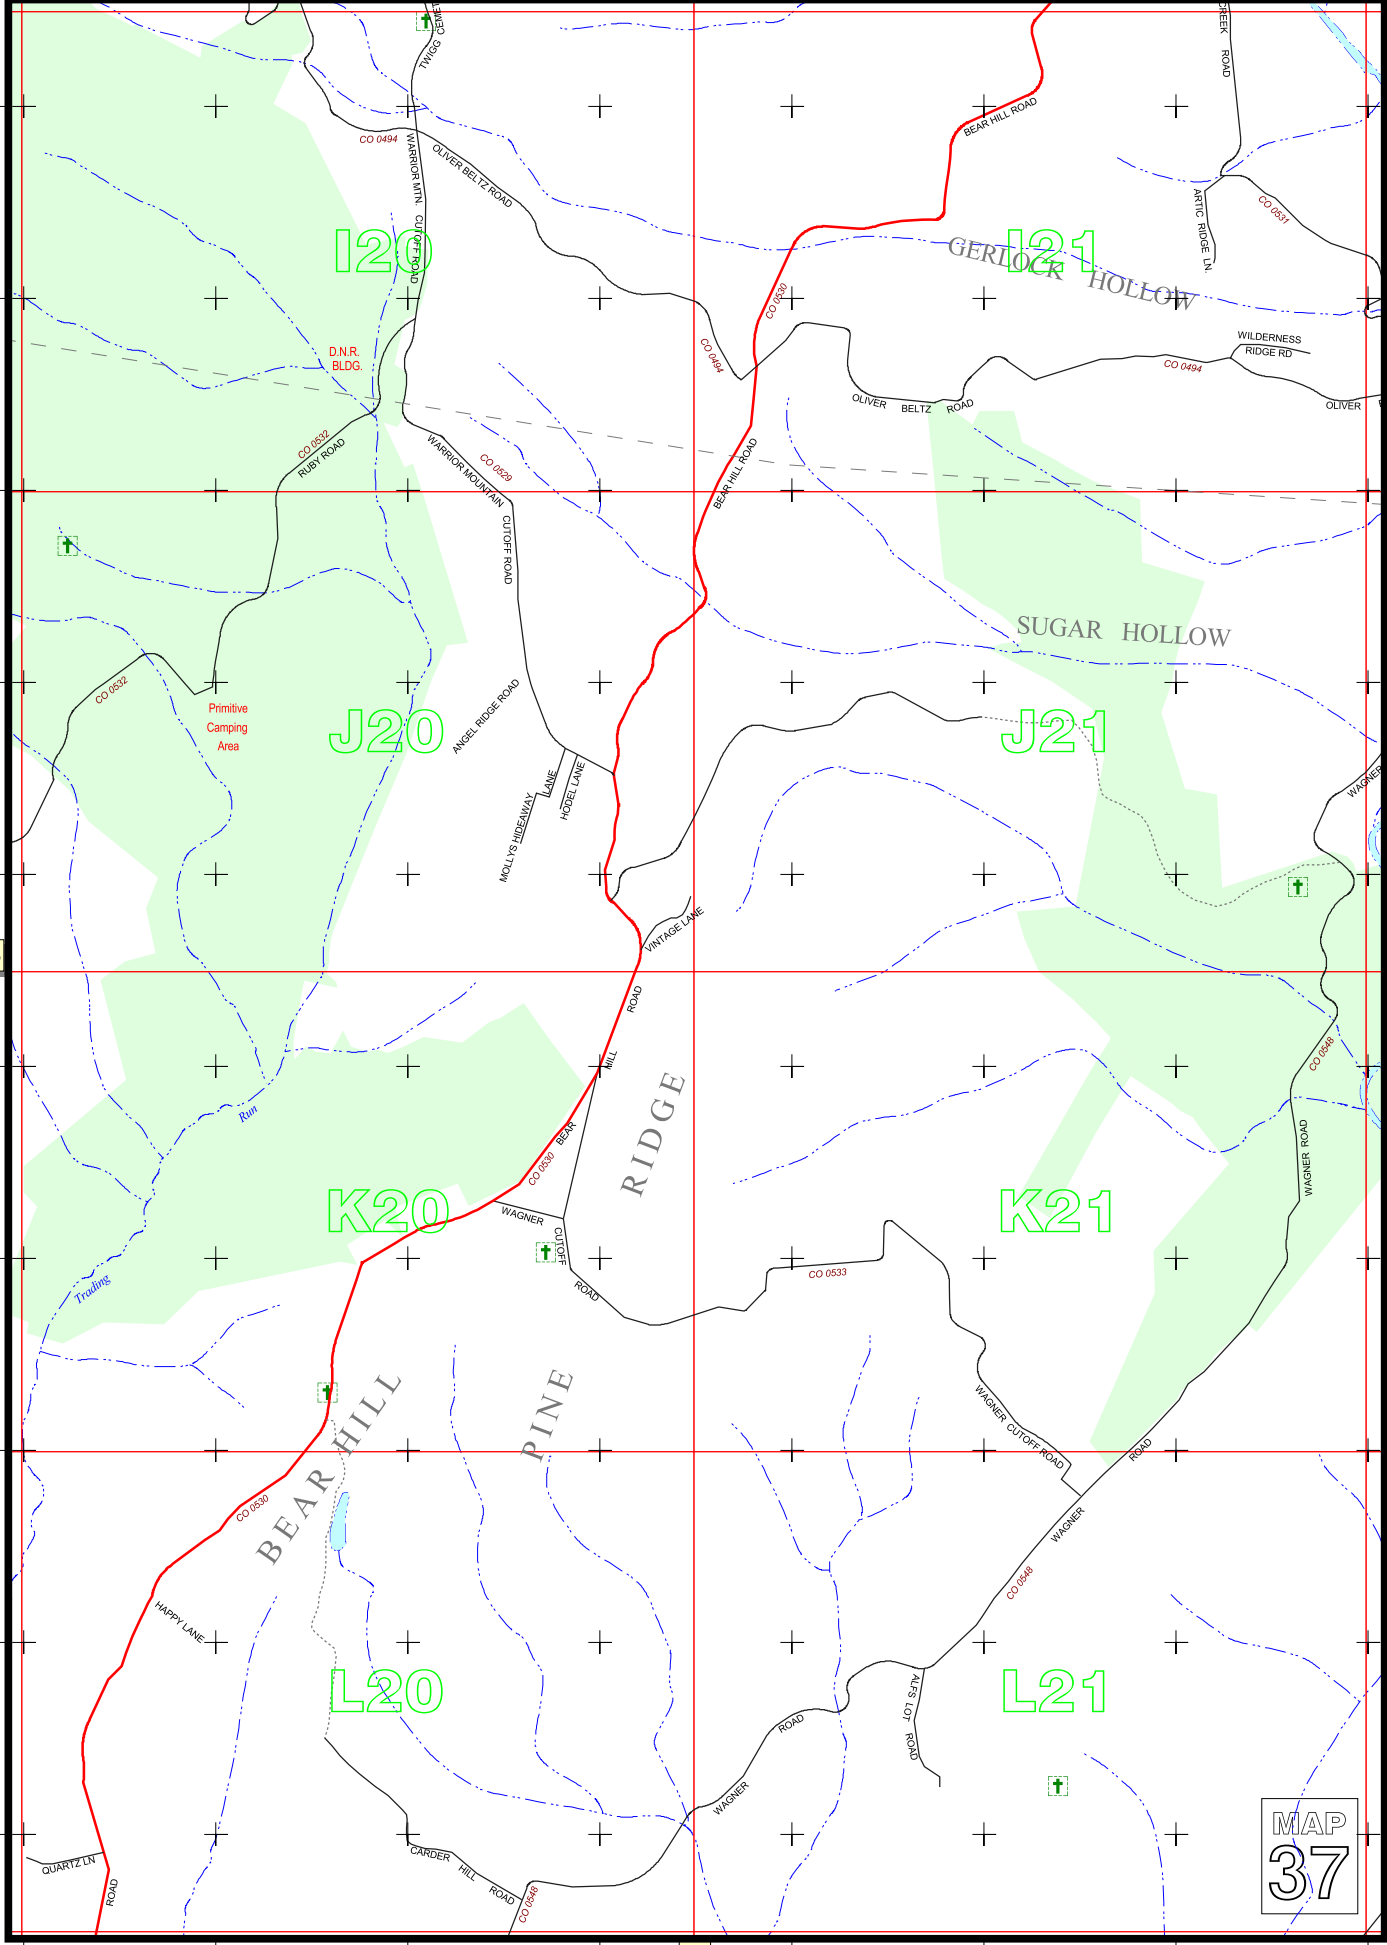 CEMET
TWIGG
CREEK ROAD
BEAR HILL ROAD
CO 0494
OLIVER BELTZ ROAD
WARRIOR MTN. CUTOFF ROAD
ARTIC RIDGE LN.
CO 0531
I20
I21
GERLOCK HOLLOW
CO 0530
D.N.R.
BLDG.
CO 0494
WILDERNESS
RIDGE RD
CO 0494
OLIVER BELTZ ROAD
OLIVER
CO 0532
RUBY ROAD
WARRIOR MOUNTAIN
CO 0529
CUTOFF ROAD
BEAR HILL ROAD
SUGAR HOLLOW
CO 0532
Primitive
Camping
Area
J20
J21
ANGEL RIDGE ROAD
MOLLYS HIDEAWAY LANE
HODEL LANE
WAGNER
VINTAGE LANE
ROAD
HILL
BEAR
CO 0530
RIDGE
CO 0548
WAGNER ROAD
Run
Trading
K20
K21
WAGNER
CUTOFF
ROAD
CO 0533
BEAR HILL
PINE
WAGNER CUTOFF ROAD
ROAD
WAGNER
CO 0548
CO 0530
HAPPY LANE
L20
L21
ALFS LOT ROAD
ROAD
WAGNER
QUARTZ LN
ROAD
CARDER HILL ROAD
CO 0548
MAP
37